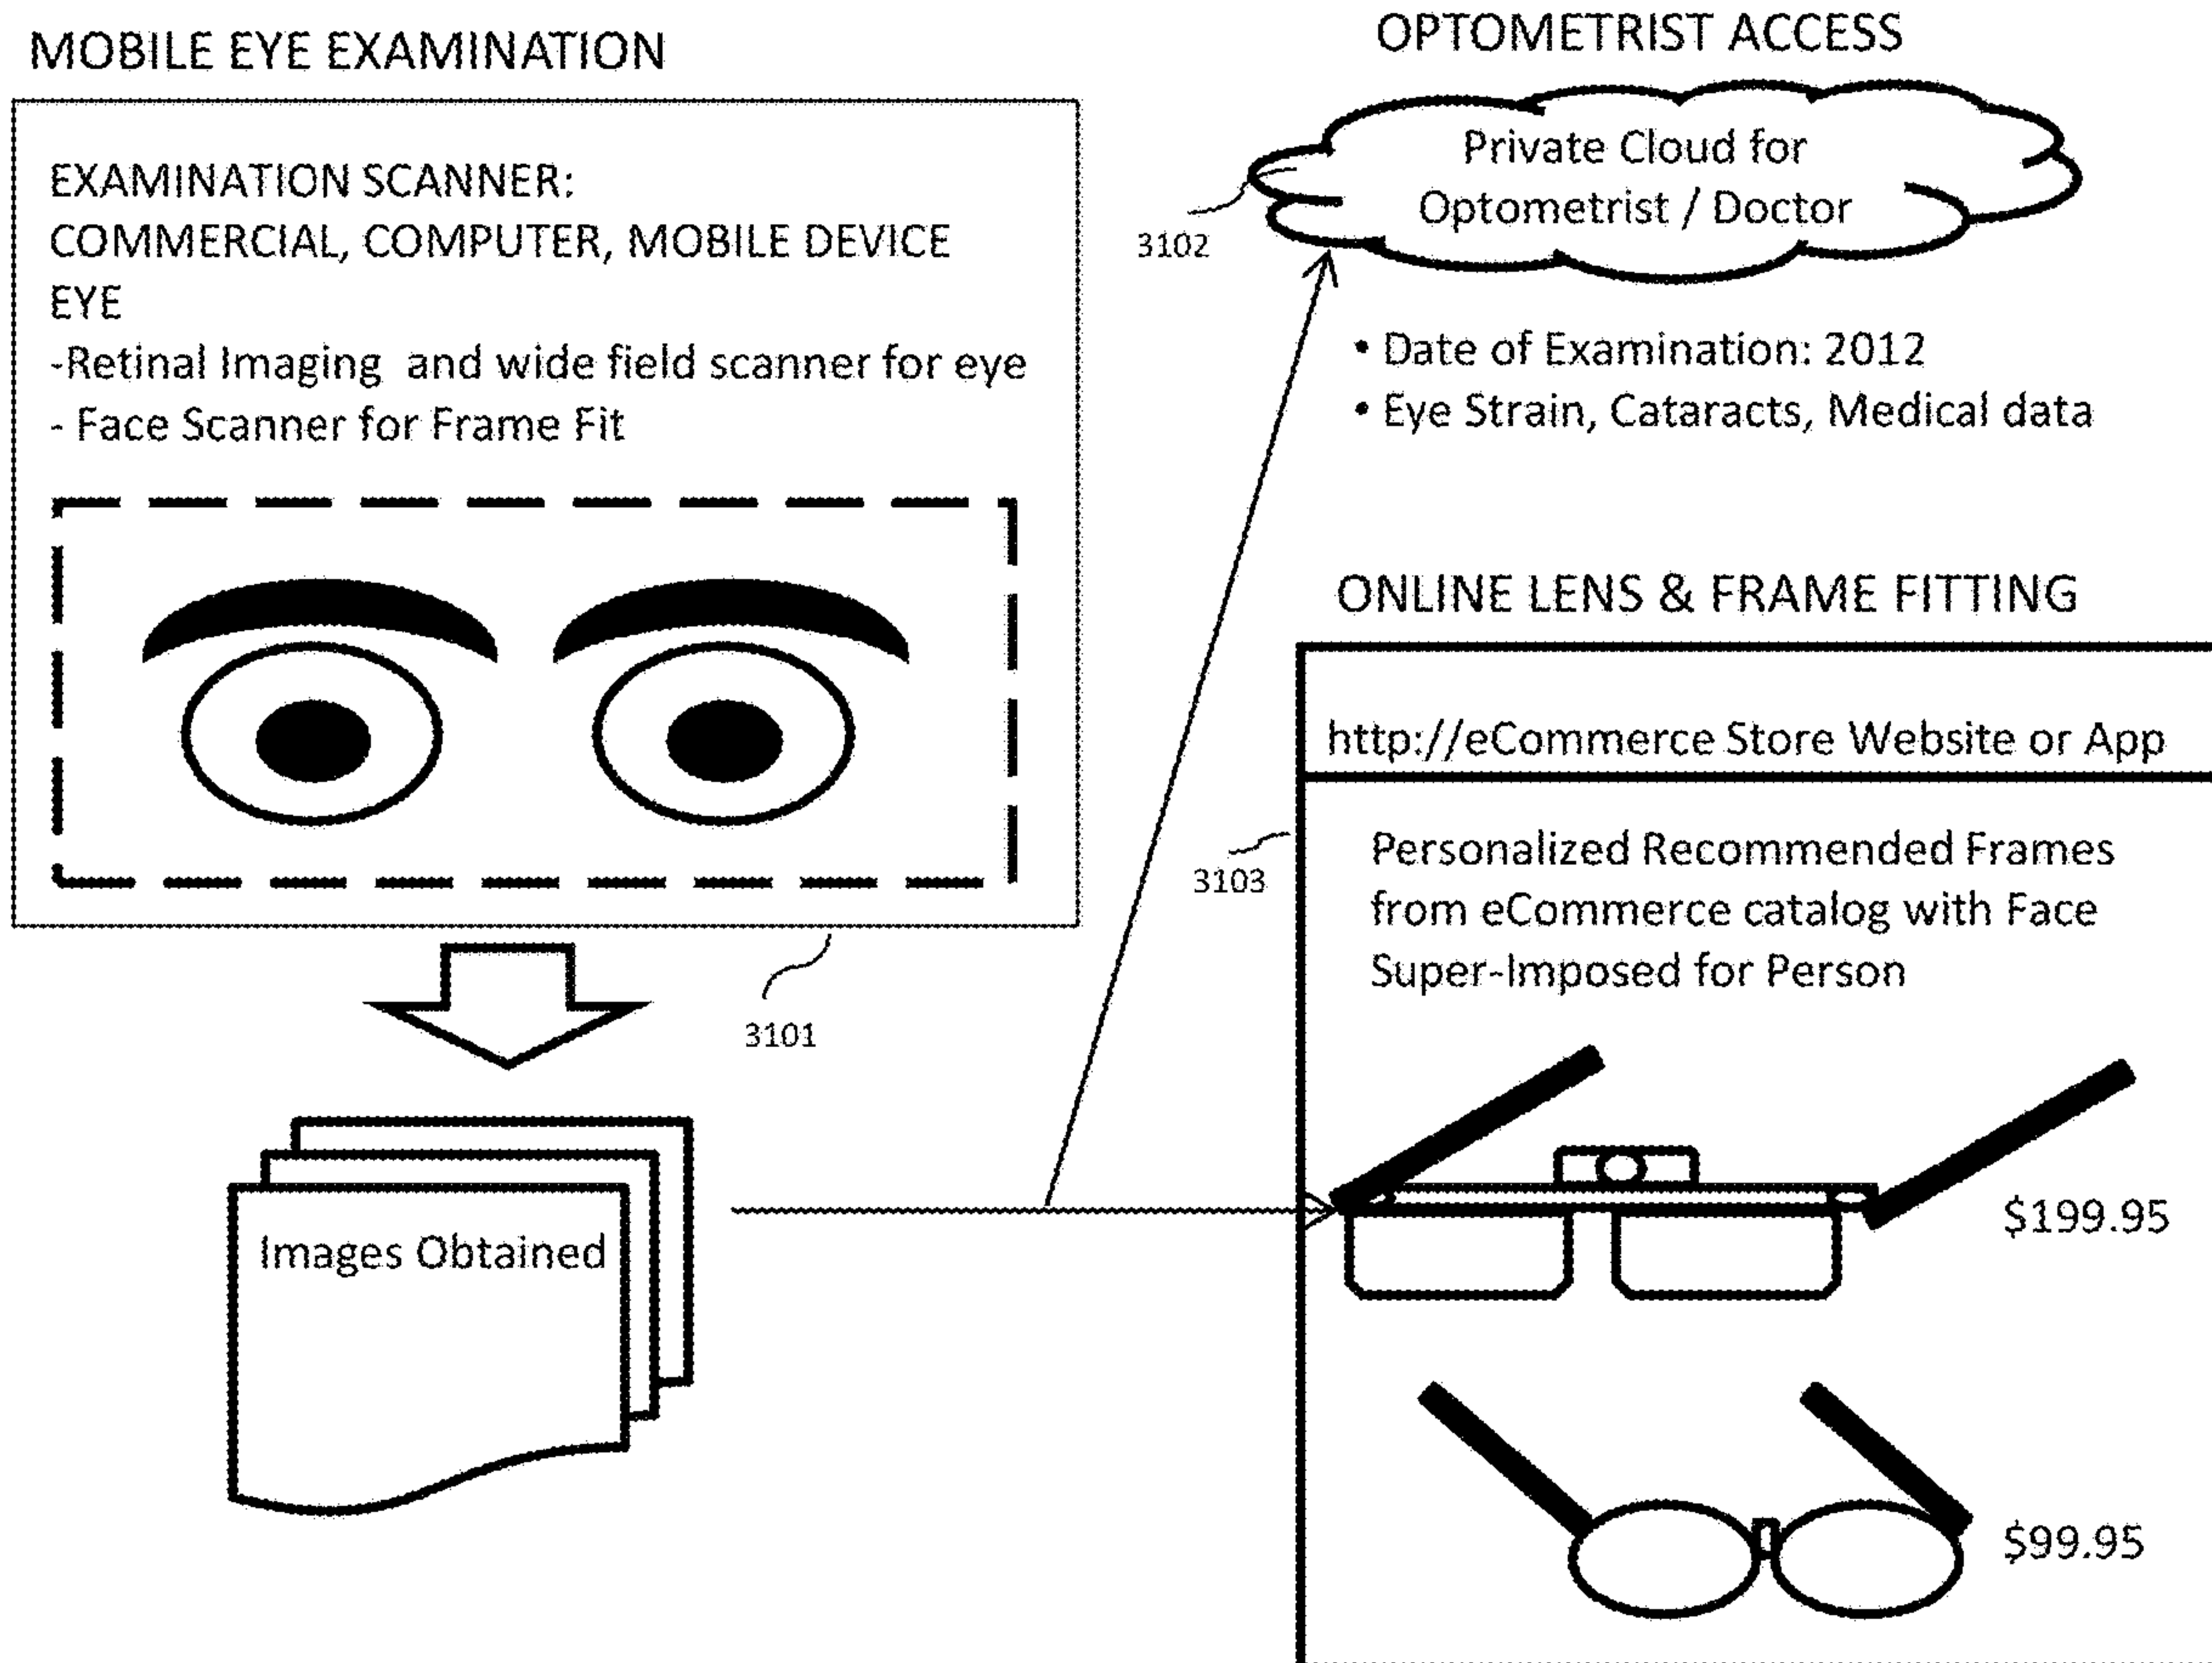 MOBILE EYE EXAMINATION
EXAMINATION SCANNER:
COMMERCIAL, COMPUTER, MOBILE DEVICE
EYE
-Retinal Imaging and wide field scanner for eye
- Face Scanner for Frame Fit
3101
Images Obtained
OPTOMETRIST ACCESS
Private Cloud for
Optometrist / Doctor
3102
• Date of Examination: 2012
• Eye Strain, Cataracts, Medical data
ONLINE LENS & FRAME FITTING
http://eCommerce Store Website or App
3103
Personalized Recommended Frames
from eCommerce catalog with Face
Super-Imposed for Person
$199.95
$99.95